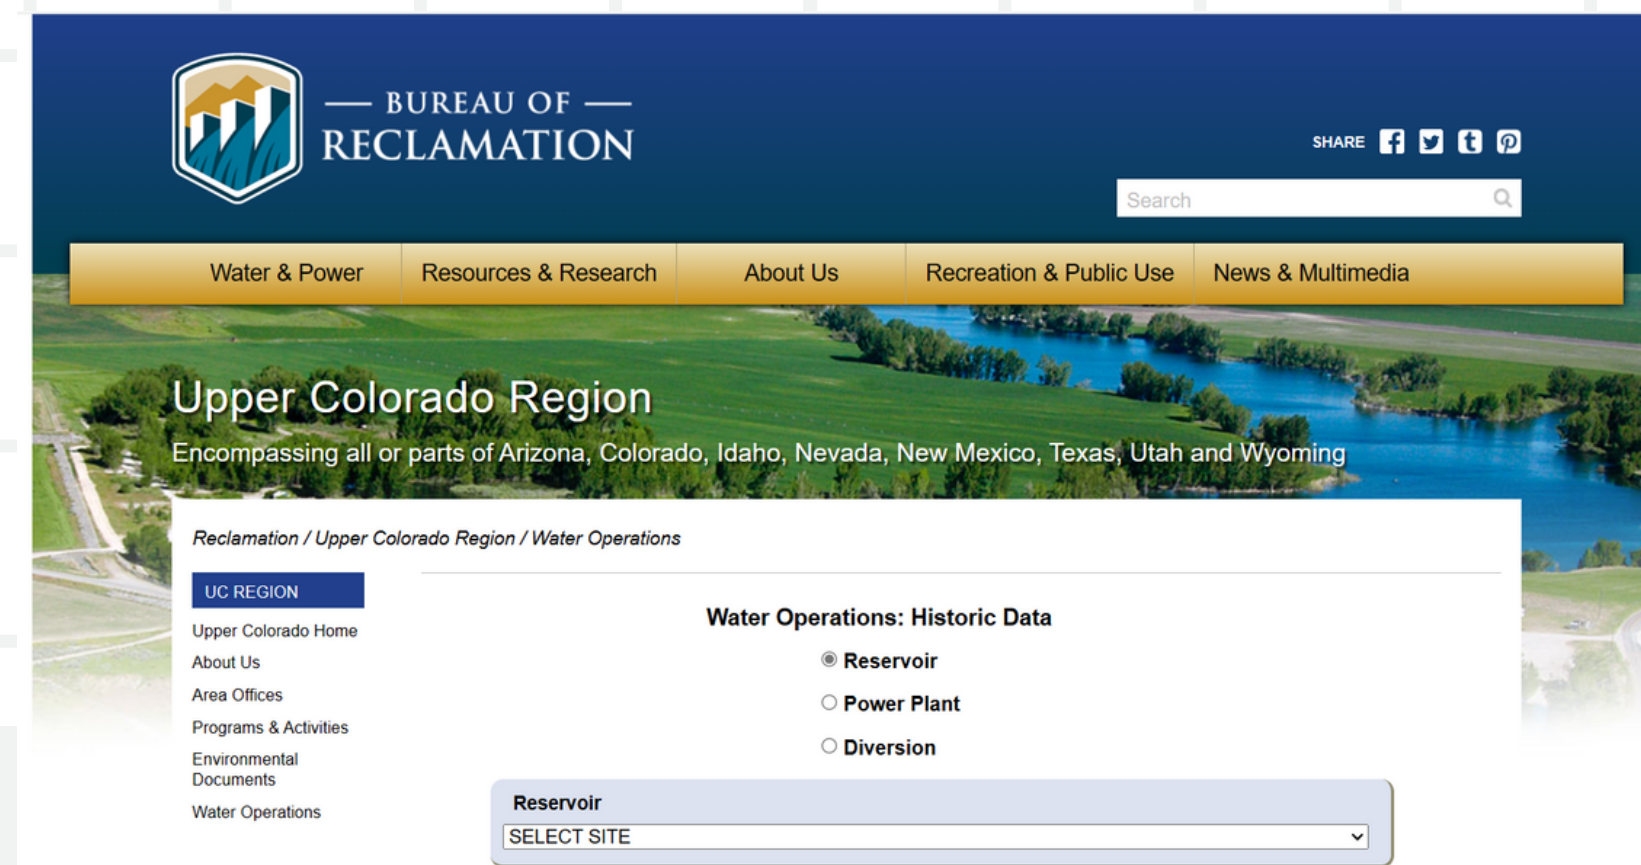 BUREAU OF
RECLAMATION
SHARE
Search
Water & Power
Resources & Research
About Us
Recreation & Public Use
News & Multimedia
Upper Colorado Region
Encompassing all or parts of Arizona, Colorado, Idaho, Nevada, New Mexico, Texas, Utah and Wyoming
Reclamation / Upper Colorado Region / Water Operations
UC REGION
Upper Colorado Home
About Us
Area Offices
Programs & Activities
Environmental
Documents
Water Operations
Water Operations: Historic Data
Reservoir
Power Plant
Diversion
Reservoir
SELECT SITE